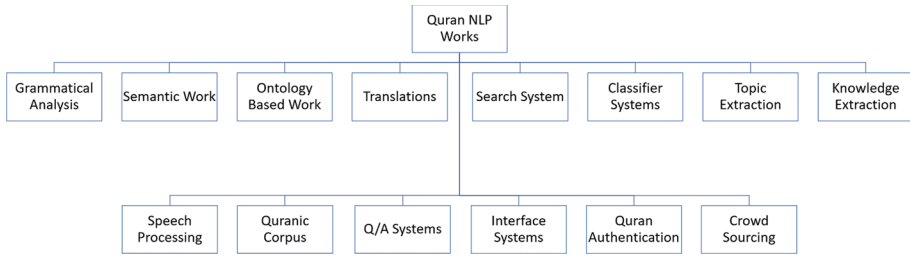 Quran NLP
Works
Grammatical
Analysis
Semantic Work
Ontology
Based Work
Translations
Search System
Classifier
Systems
Topic
Extraction
Knowledge
Extraction
Speech
Processing
Quranic
Corpus
Q/A Systems
Interface
Systems
Quran
Authentication
Crowd
Sourcing